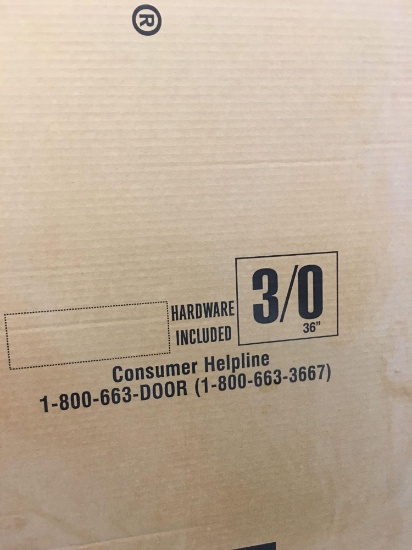 ®
HARDWARE
INCLUDED
3/0
36"
Consumer Helpline
1-800-663-DOOR (1-800-663-3667)